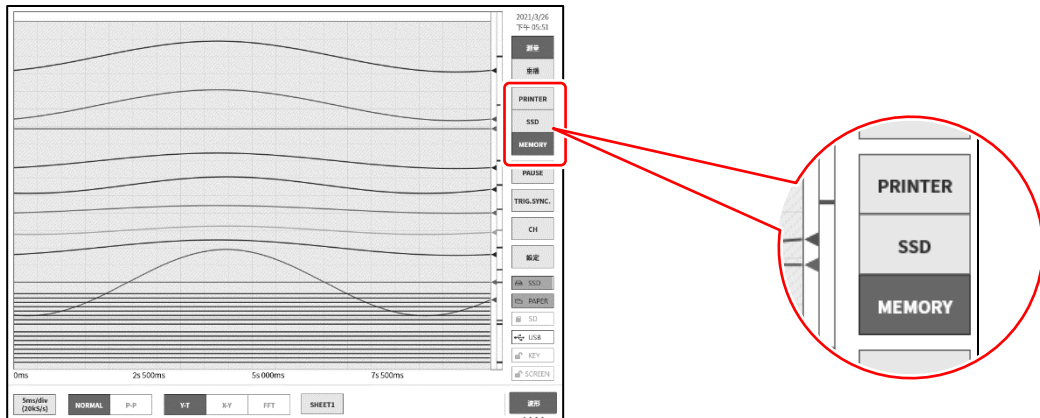 2021/3/26
下午 05:51
測量
重播
PRINTER
SSD
MEMORY
PAUSE
TRIG.SYNC.
CH
設定
SSD
PAPER
SD
USB
KEY
SCREEN
0ms
2s 500ms
5s 000ms
7s 500ms
5ms/div
(20kS/s)
NORMAL
P-P
Y-T
X-Y
FFT
SHEET1
波形
PRINTER
SSD
MEMORY